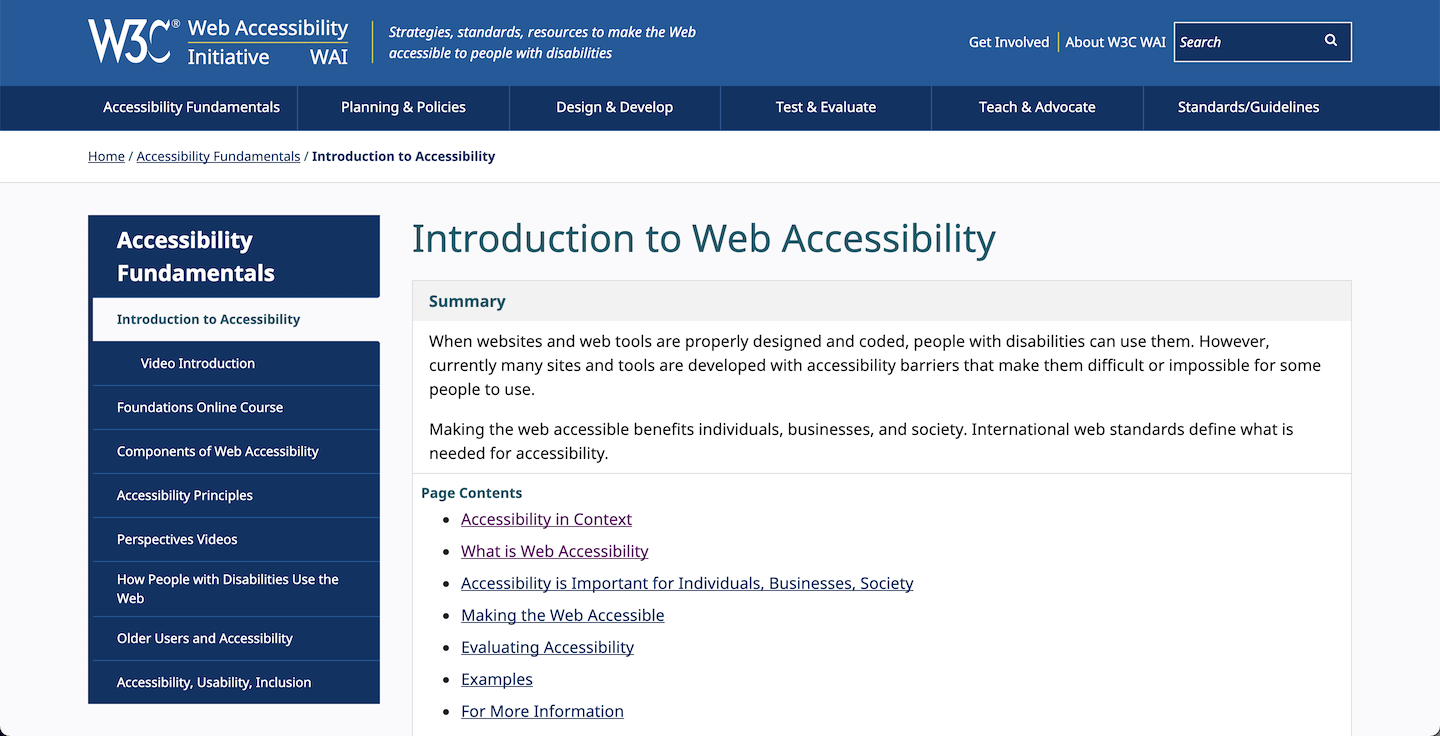 W3C® Web Accessibility
Initiative WAI
Strategies, standards, resources to make the Web
accessible to people with disabilities
Get Involved About W3C WAI Search
Accessibility Fundamentals Planning & Policies Design & Develop Test & Evaluate Teach & Advocate Standards/Guidelines
Home / Accessibility Fundamentals / Introduction to Accessibility
Accessibility
Fundamentals
Introduction to Accessibility
Video Introduction
Foundations Online Course
Components of Web Accessibility
Accessibility Principles
Perspectives Videos
How People with Disabilities Use the
Web
Older Users and Accessibility
Accessibility, Usability, Inclusion
Introduction to Web Accessibility
Summary
When websites and web tools are properly designed and coded, people with disabilities can use them. However,
currently many sites and tools are developed with accessibility barriers that make them difficult or impossible for some
people to use.
Making the web accessible benefits individuals, businesses, and society. International web standards define what is
needed for accessibility.
Page Contents
• Accessibility in Context
• What is Web Accessibility
• Accessibility is Important for Individuals, Businesses, Society
• Making the Web Accessible
• Evaluating Accessibility
• Examples
• For More Information